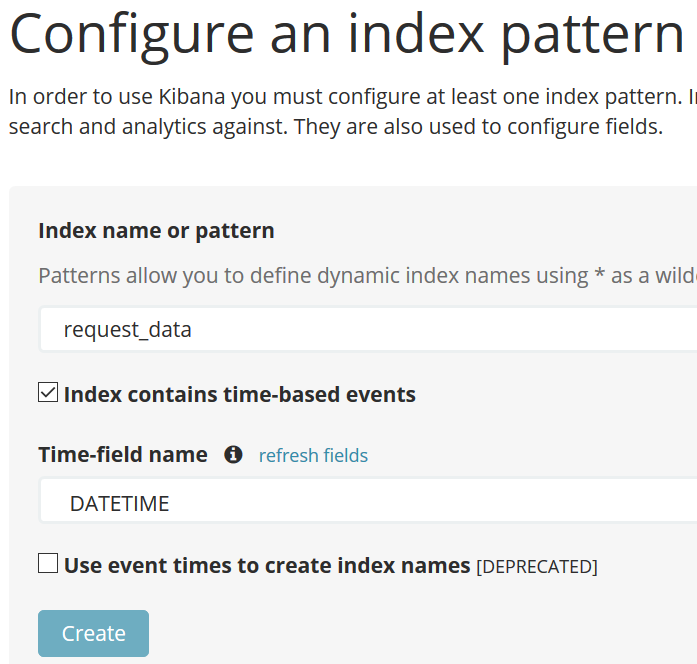 Configure an index pattern
In order to use Kibana you must configure at least one index pattern.
search and analytics against. They are also used to configure fields.
Index name or pattern
Patterns allow you to define dynamic index names using * as a
request_data
Index contains time-based events
Time-field name refresh fields
DATETIME
Use event times to create index names [DEPRECATED]
Create